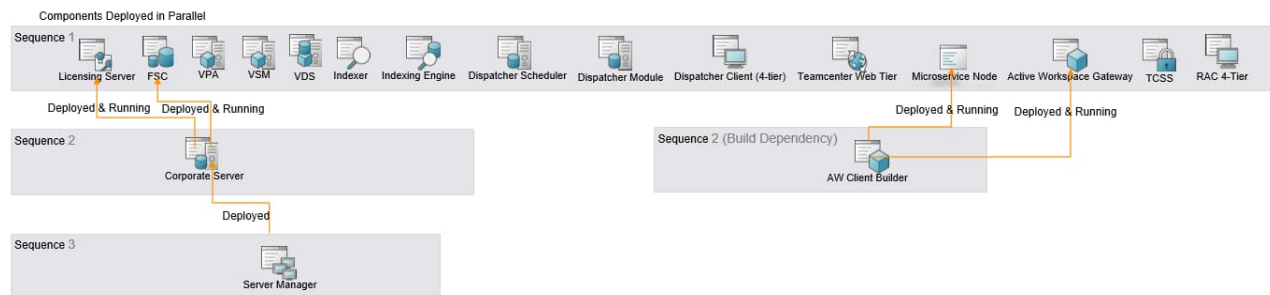 Components Deployed in Parallel
Sequence 1
Licensing Server FSC VPA VSM VDS Indexer Indexing Engine Dispatcher Scheduler Dispatcher Module Dispatcher Client (4-tier) Teamcenter Web Tier Microservice Node Active Workspace Gateway TCSS RAC 4-Tier
Deployed & Running Deployed & Running Deployed & Running Deployed & Running
Sequence 2
Corporate Server
Sequence 2 (Build Dependency)
AW Client Builder
Deployed
Sequence 3
Server Manager